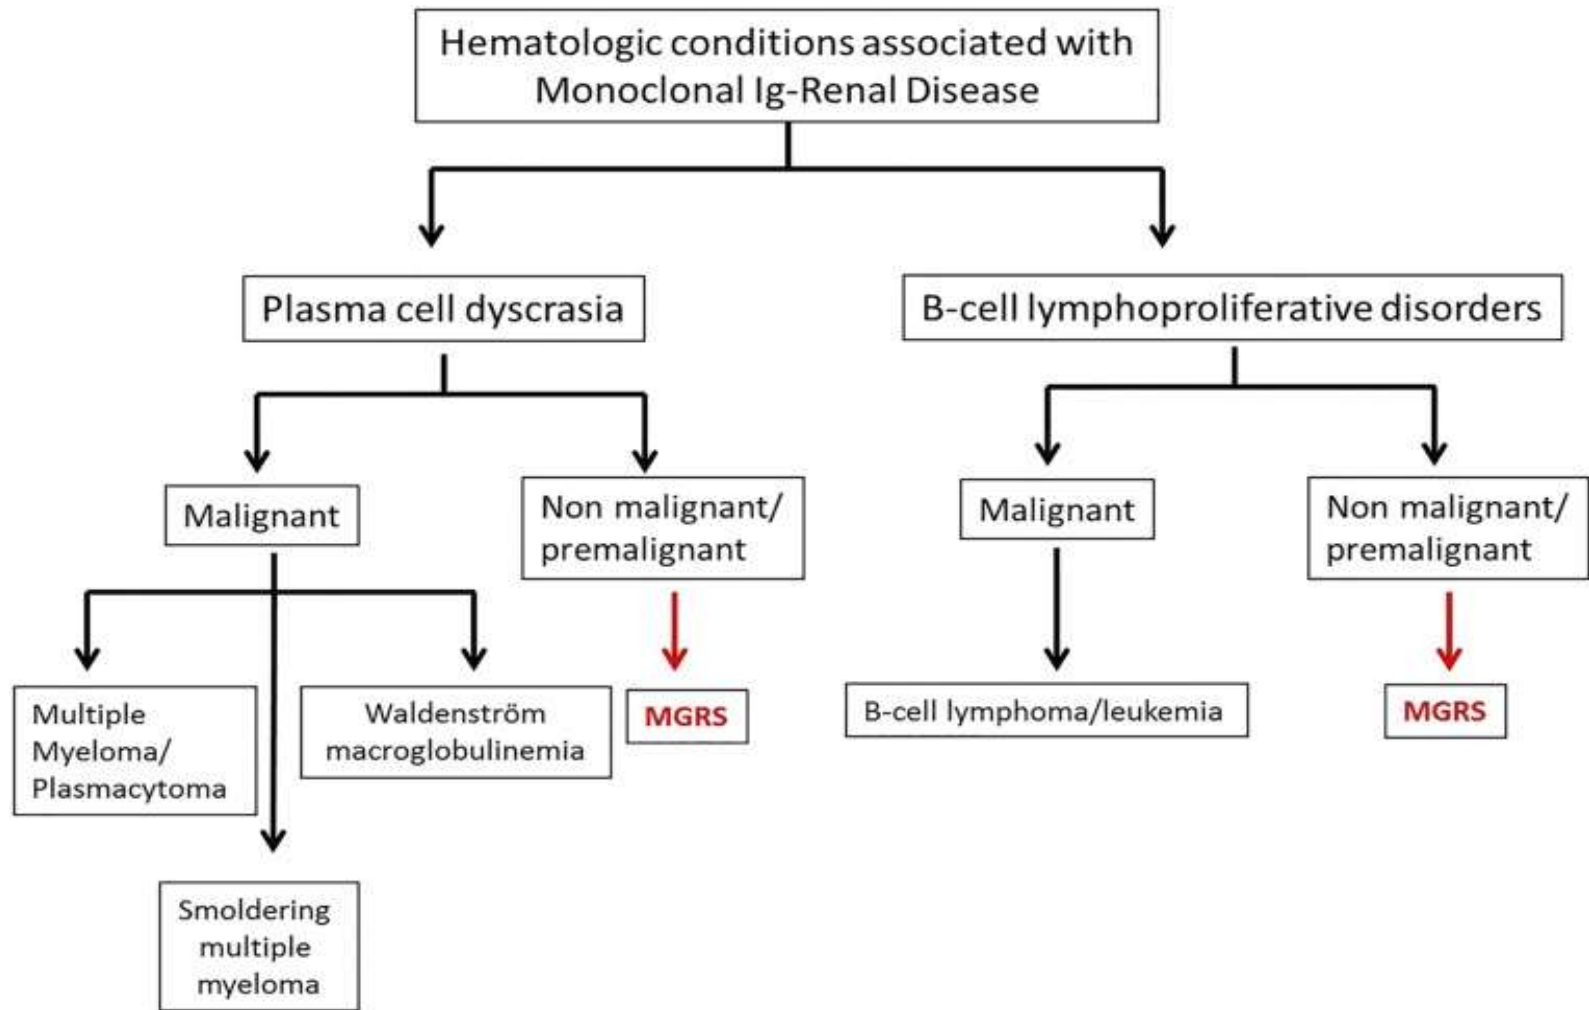 Hematologic conditions associated with
Monoclonal Ig-Renal Disease
Plasma cell dyscrasia
B-cell lymphoproliferative disorders
Malignant
Non malignant/
premalignant
Malignant
Non malignant/
premalignant
Multiple
Myeloma/
Plasmacytoma
Waldenström
macroglobulinemia
MGRS
B-cell lymphoma/leukemia
MGRS
Smoldering
multiple
myeloma